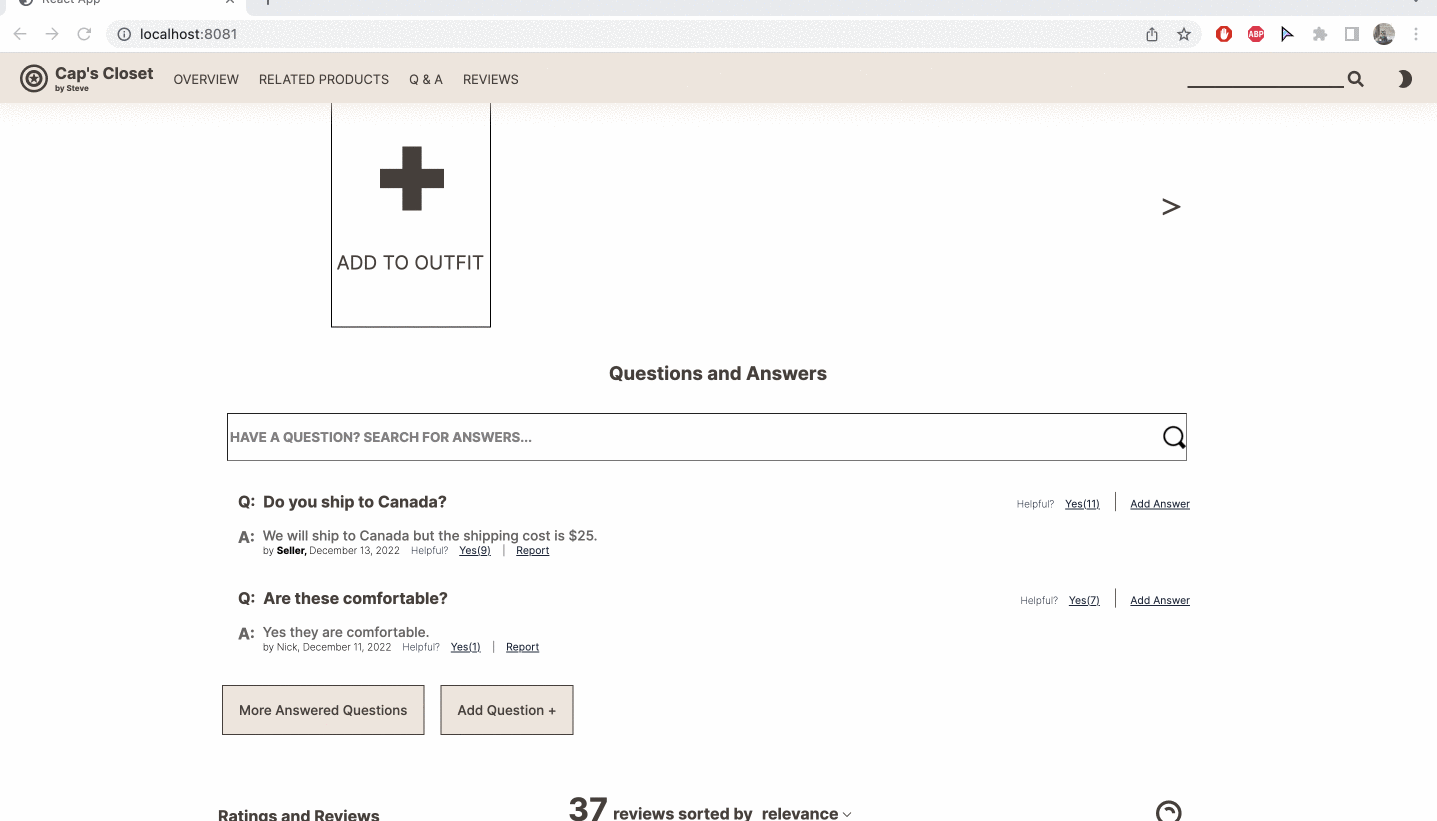 React App
localhost:8081
ABP
Cap's Closet
by Steve
OVERVIEW RELATED PRODUCTS Q & A REVIEWS
>
ADD TO OUTFIT
Questions and Answers
HAVE A QUESTION? SEARCH FOR ANSWERS...
Q: Do you ship to Canada? Helpful? Yes(11) Add Answer
A: We will ship to Canada but the shipping cost is $25.
by Seller, December 13, 2022 Helpful? Yes(9) | Report
Q: Are these comfortable? Helpful? Yes(7) Add Answer
A: Yes they are comfortable.
by Nick, December 11, 2022 Helpful? Yes(1) | Report
More Answered Questions Add Question +
Ratings and Reviews 37 reviews sorted by relevance